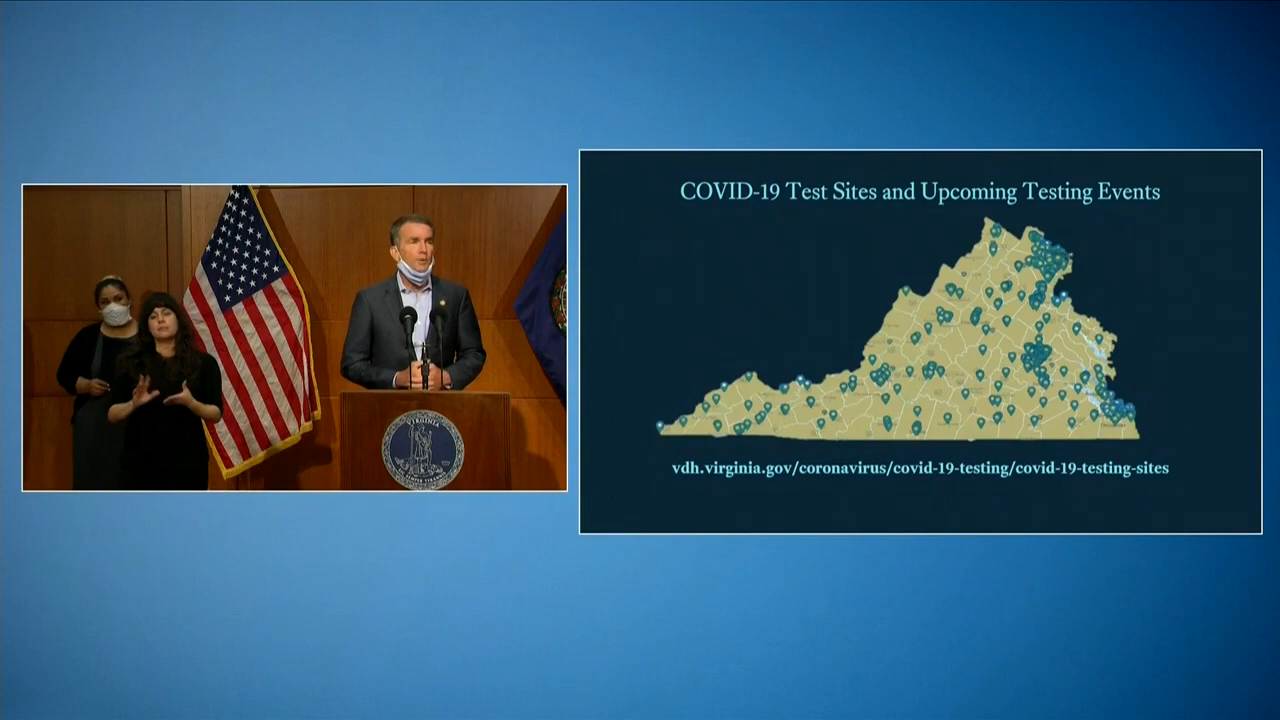 VIRGINIA
COVID-19 Test Sites and Upcoming Testing Events
vdh.virginia.gov/coronavirus/covid-19-testing/covid-19-testing-sites